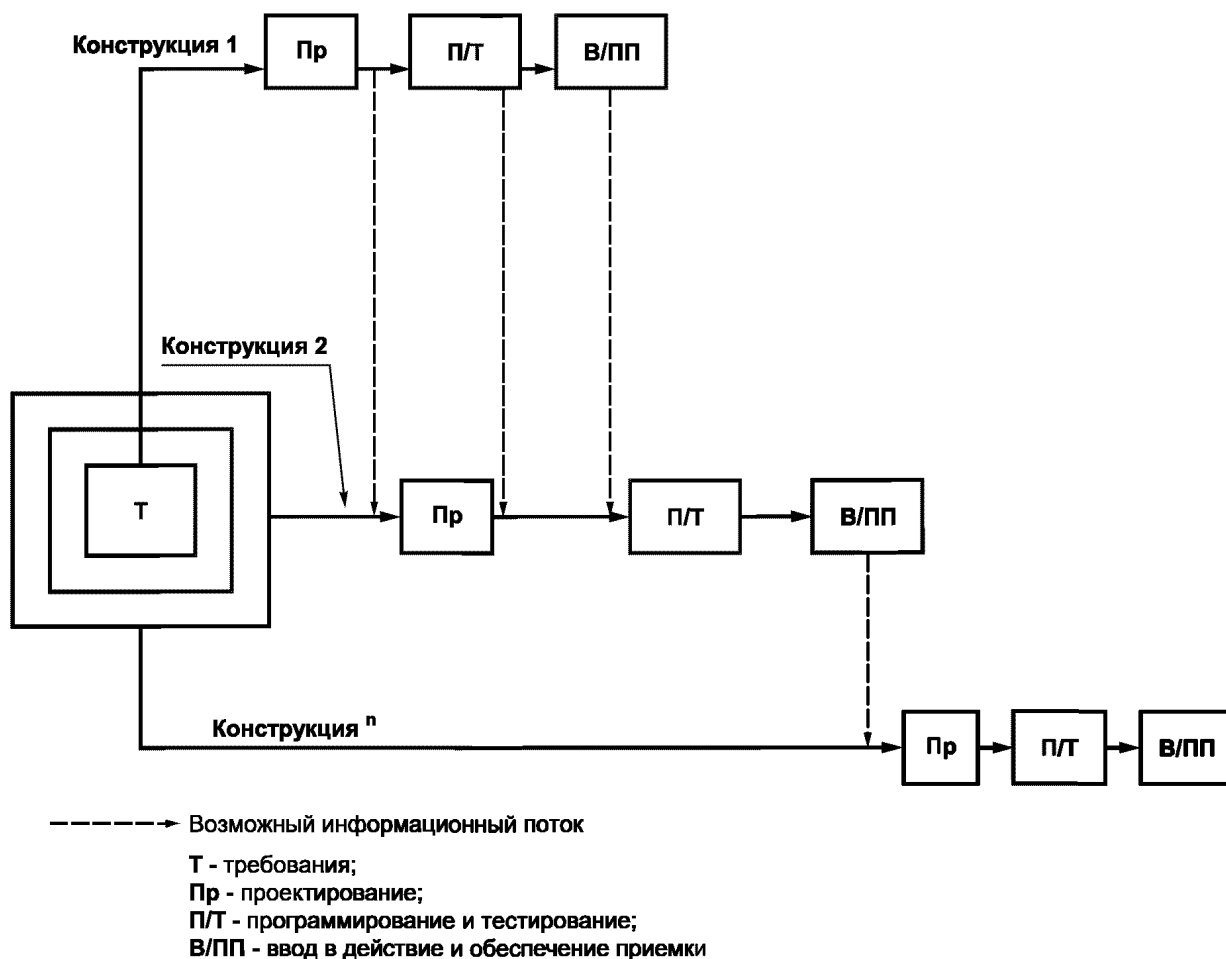 Конструкция 1
Пр
П/Т
В/ПП
Конструкция 2
Т
Пр
П/Т
В/ПП
Конструкция n
Пр
П/Т
В/ПП
Возможный информационный поток
Т - требования;
Пр - проектирование;
П/Т - программирование и тестирование;
В/ПП - ввод в действие и обеспечение приемки